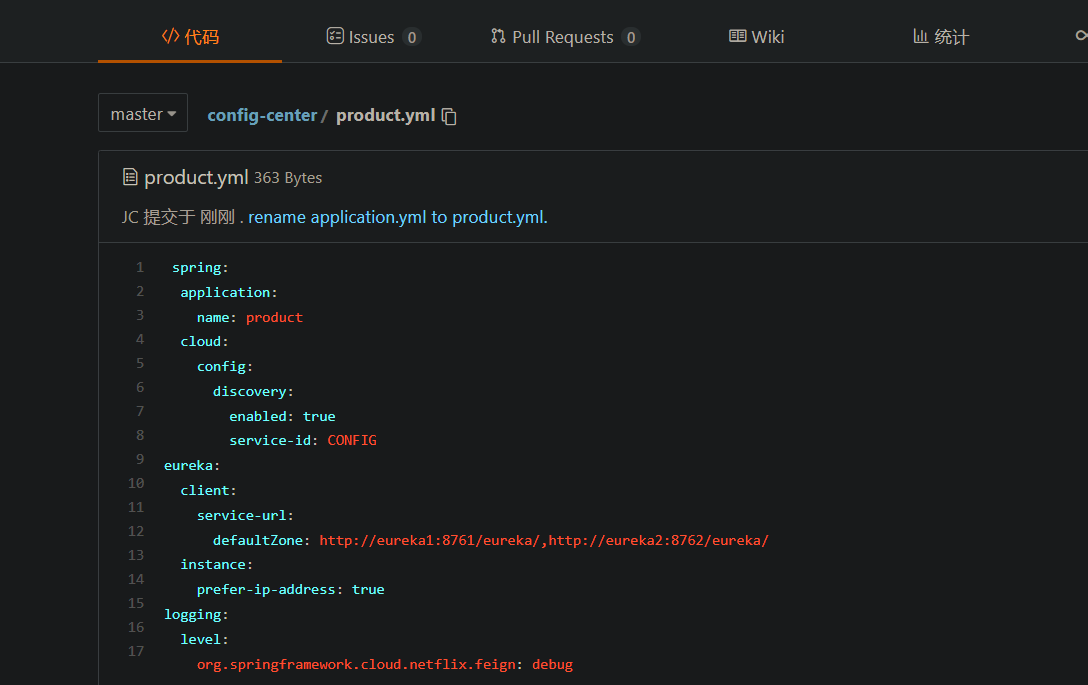 代码 Issues 0 Pull Requests 0 Wiki 统计
master config-center / product.yml
product.yml 363 Bytes
JC 提交于 刚刚 . rename application.yml to product.yml.
1 spring:
2 application:
3 name: product
4 cloud:
5 config:
6 discovery:
7 enabled: true
8 service-id: CONFIG
9 eureka:
10 client:
11 service-url:
12 defaultZone: http://eureka1:8761/eureka/,http://eureka2:8762/eureka/
13 instance:
14 prefer-ip-address: true
15 logging:
16 level:
17 org.springframework.cloud.netflix.feign: debug